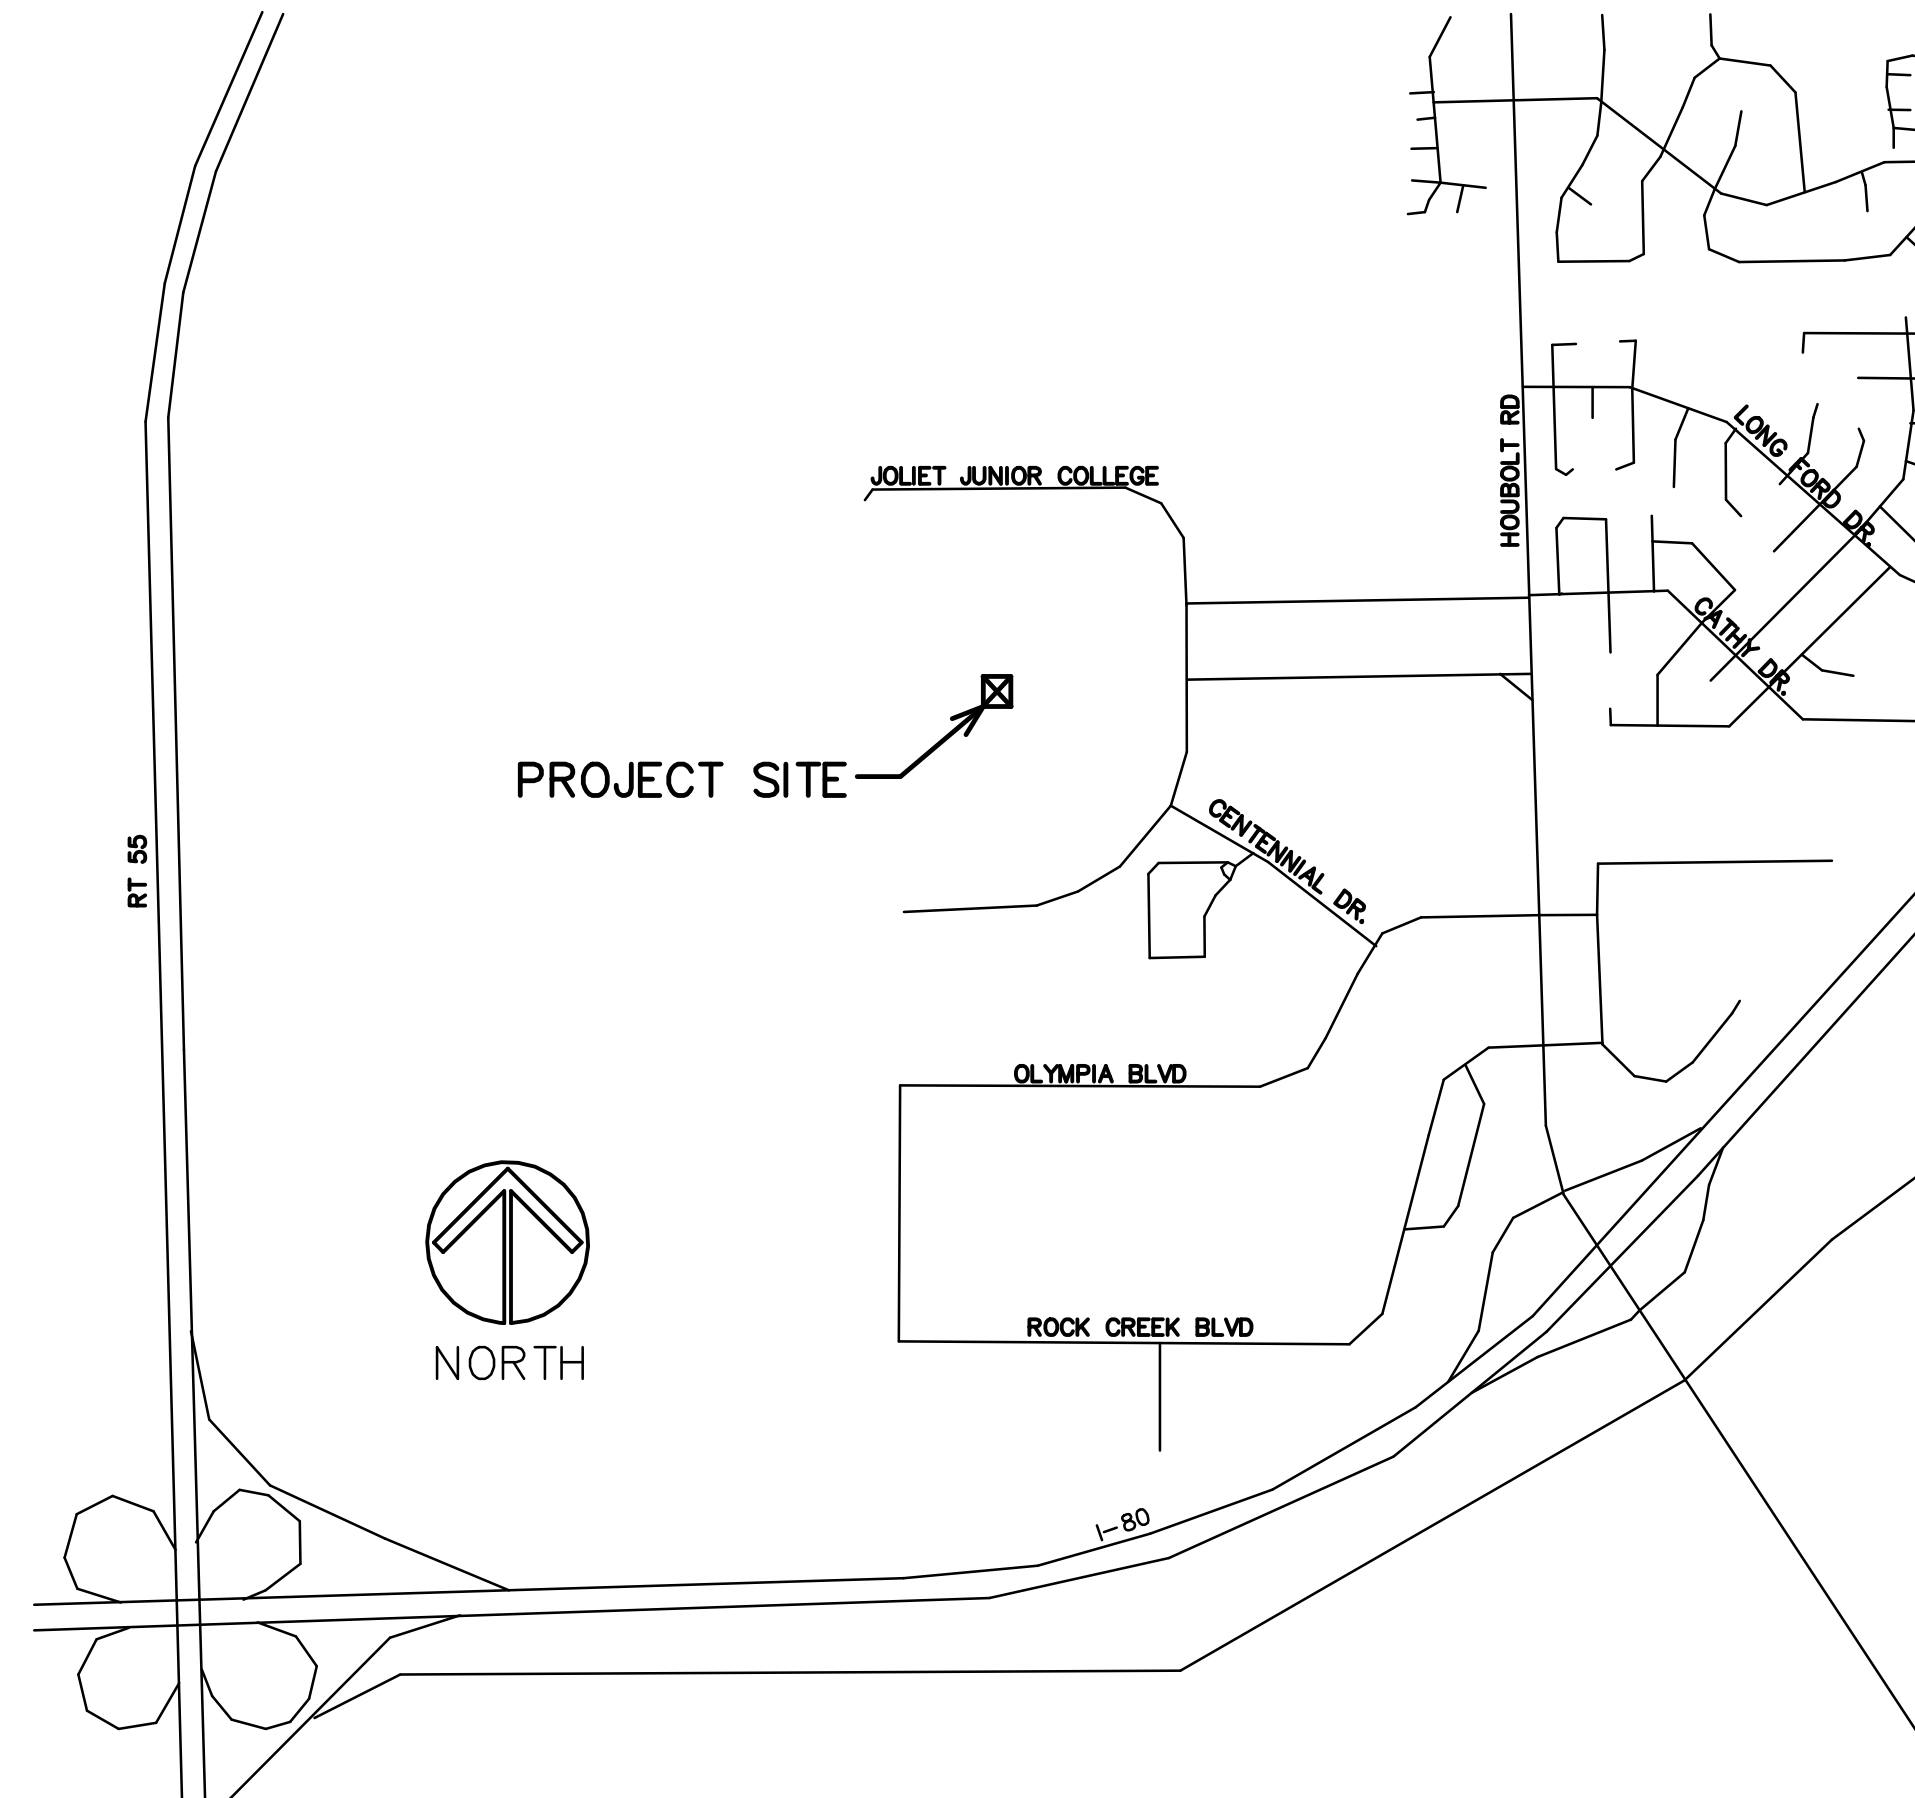 HOUBOLT RD
LONG FORD DR.
JOLIET JUNIOR COLLEGE
CATHY DR.
PROJECT SITE
CENTENNIAL DR.
RT 55
OLYMPIA BLVD
ROCK CREEK BLVD
NORTH
I-80